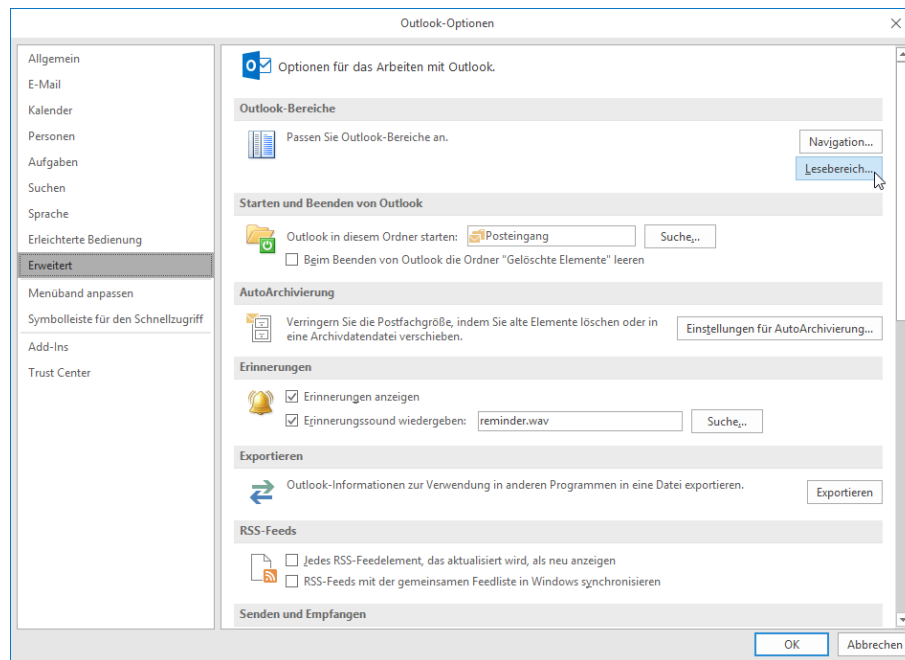 Outlook-Optionen
Allgemein
E-Mail
Kalender
Personen
Aufgaben
Suchen
Sprache
Erleichterte Bedienung
Erweitert
Menüband anpassen
Symbolleiste für den Schnellzugriff
Add-Ins
Trust Center
Optionen für das Arbeiten mit Outlook.
Outlook-Bereiche
Passen Sie Outlook-Bereiche an.
Navigation...
Lesebereich...
Starten und Beenden von Outlook
Outlook in diesem Ordner starten: Posteingang Suche...
Beim Beenden von Outlook die Ordner "Gelöschte Elemente" leeren
AutoArchivierung
Verringern Sie die Postfachgröße, indem Sie alte Elemente löschen oder in
eine Archivdatendatei verschieben.
Einstellungen für AutoArchivierung...
Erinnerungen
Erinnerungen anzeigen
Erinnerungssound wiedergeben: reminder.wav Suche...
Exportieren
Outlook-Informationen zur Verwendung in anderen Programmen in eine Datei exportieren.
Exportieren
RSS-Feeds
Jedes RSS-Feedelement, das aktualisiert wird, als neu anzeigen
RSS-Feeds mit der gemeinsamen Feedliste in Windows synchronisieren
Senden und Empfangen
OK Abbrechen